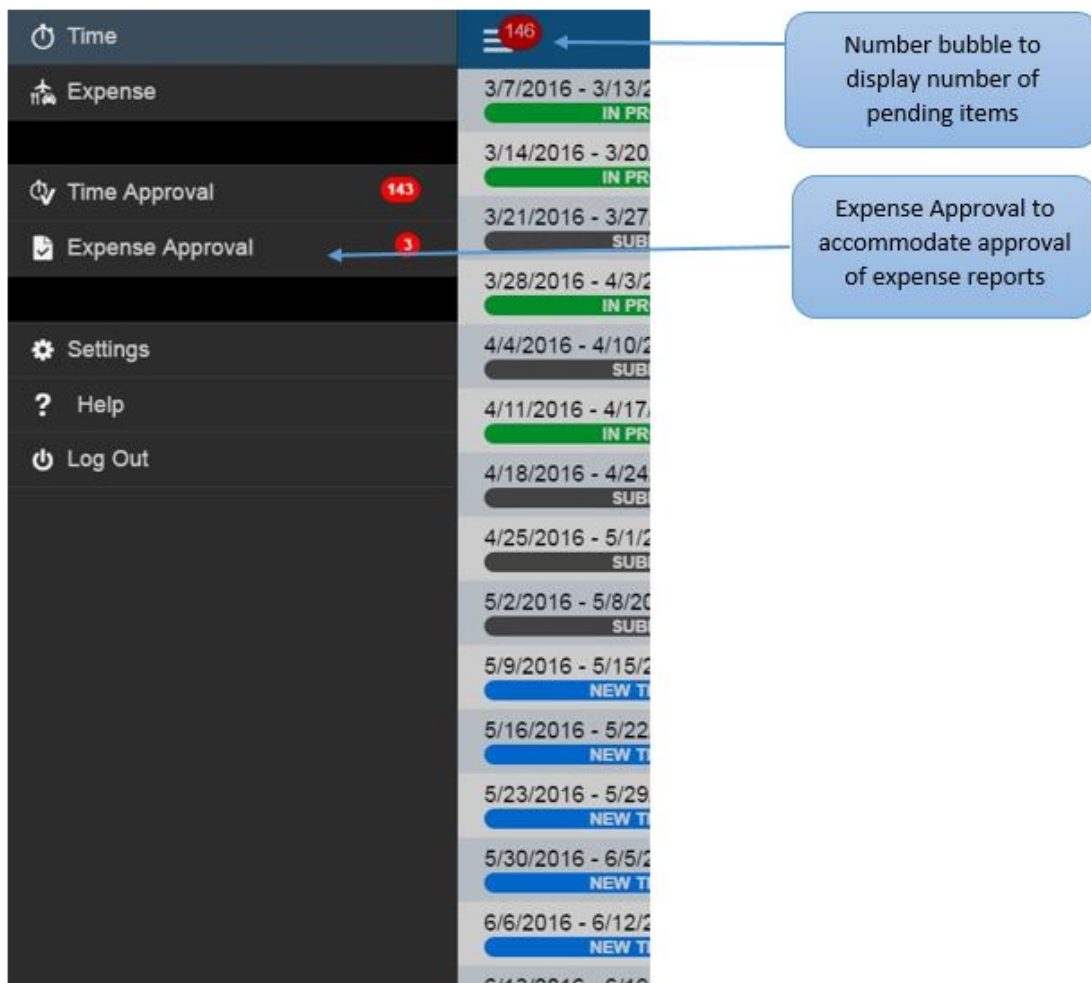 Time
Expense
Time Approval 143
Expense Approval 3
Settings
? Help
Log Out
146
3/7/2016 - 3/13/2
IN PR
3/14/2016 - 3/20
IN PR
3/21/2016 - 3/27
SUB
3/28/2016 - 4/3/2
IN PR
4/4/2016 - 4/10/2
SUB
4/11/2016 - 4/17
IN PR
4/18/2016 - 4/24
SUB
4/25/2016 - 5/1/2
SUB
5/2/2016 - 5/8/20
SUB
5/9/2016 - 5/15/2
NEW T
5/16/2016 - 5/22
NEW T
5/23/2016 - 5/29
NEW T
5/30/2016 - 6/5/2
NEW T
6/6/2016 - 6/12/2
NEW T
Number bubble to
display number of
pending items
Expense Approval to
accommodate approval
of expense reports